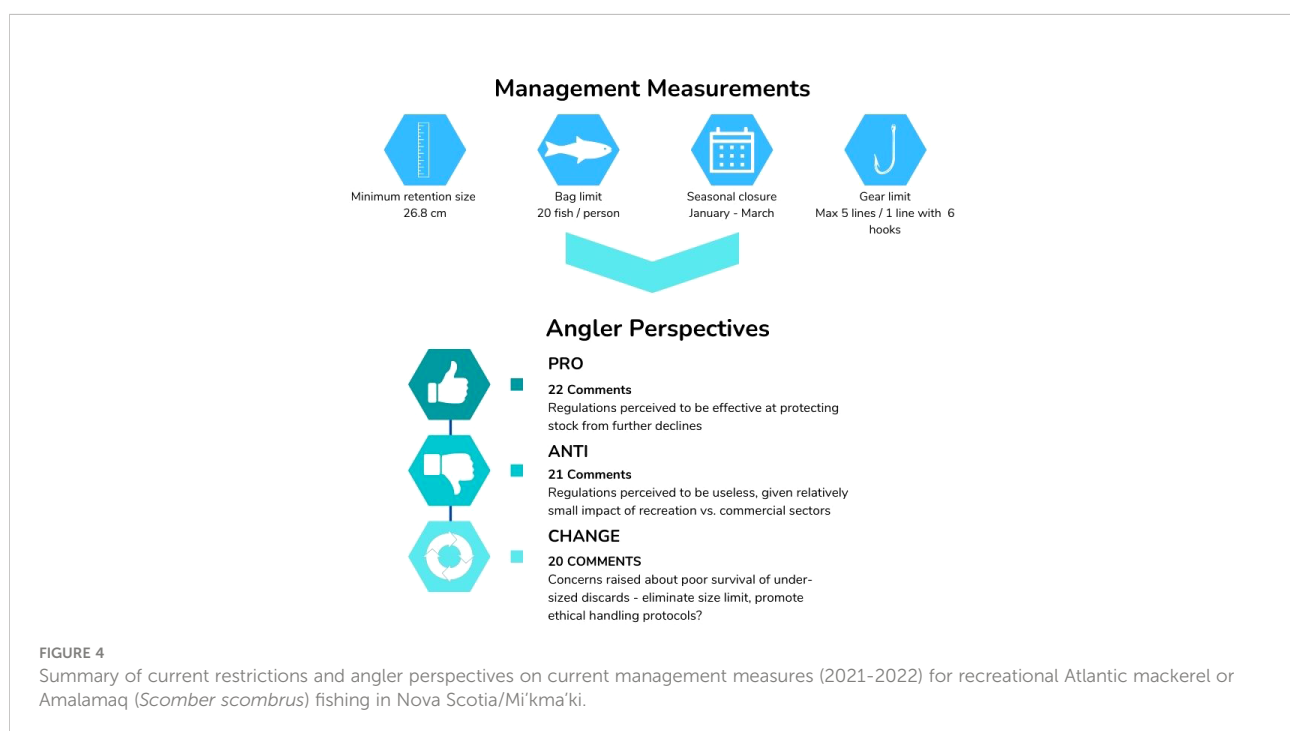 Management Measurements
Minimum retention size
26.8 cm
Bag limit
20 fish / person
Seasonal closure
January - March
Gear limit
Max 5 lines / 1 line with 6
hooks
Angler Perspectives
PRO
22 Comments
Regulations perceived to be effective at protecting
stock from further declines
ANTI
21 Comments
Regulations perceived to be useless, given relatively
small impact of recreation vs. commercial sectors
CHANGE
20 COMMENTS
Concerns raised about poor survival of under-
sized discards - eliminate size limit, promote
ethical handling protocols?
FIGURE 4
Summary of current restrictions and angler perspectives on current management measures (2021-2022) for recreational Atlantic mackerel or
Amalamaq (Scomber scombrus) fishing in Nova Scotia/Mi’kma’ki.